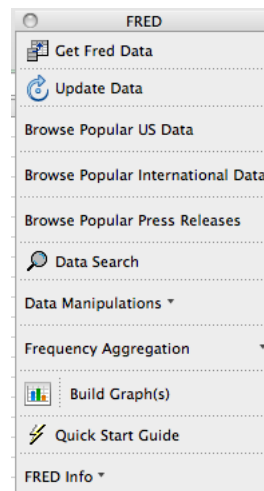 FRED
Get Fred Data
Update Data
Browse Popular US Data
Browse Popular International Data
Browse Popular Press Releases
Data Search
Data Manipulations
Frequency Aggregation
Build Graph(s)
Quick Start Guide
FRED Info